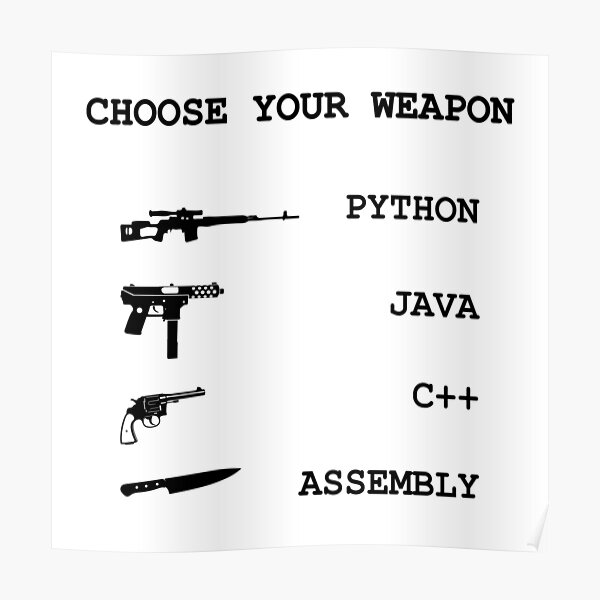 CHOOSE YOUR WEAPON
PYTHON
JAVA
C++
ASSEMBLY